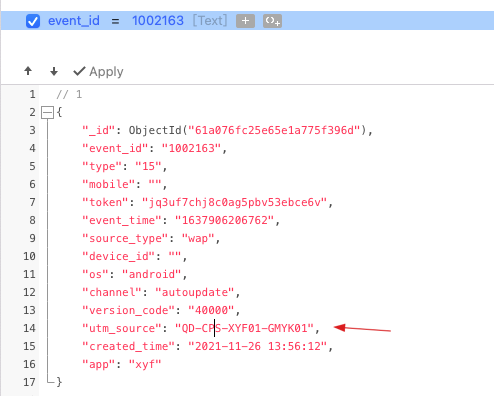 event_id = 1002163 [Text]
Apply
1 // 1
2 {
3 "_id": ObjectId("61a076fc25e65e1a775f396d"),
4 "event_id": "1002163",
5 "type": "15",
6 "mobile": "",
7 "token": "jq3uf7chj8c0ag5pbv53ebce6v",
8 "event_time": "1637906206762",
9 "source_type": "wap",
10 "device_id": "",
11 "os": "android",
12 "channel": "autoupdate",
13 "version_code": "40000",
14 "utm_source": "QD-CPS-XYF01-GMYK01",
15 "created_time": "2021-11-26 13:56:12",
16 "app": "xyf"
17 }